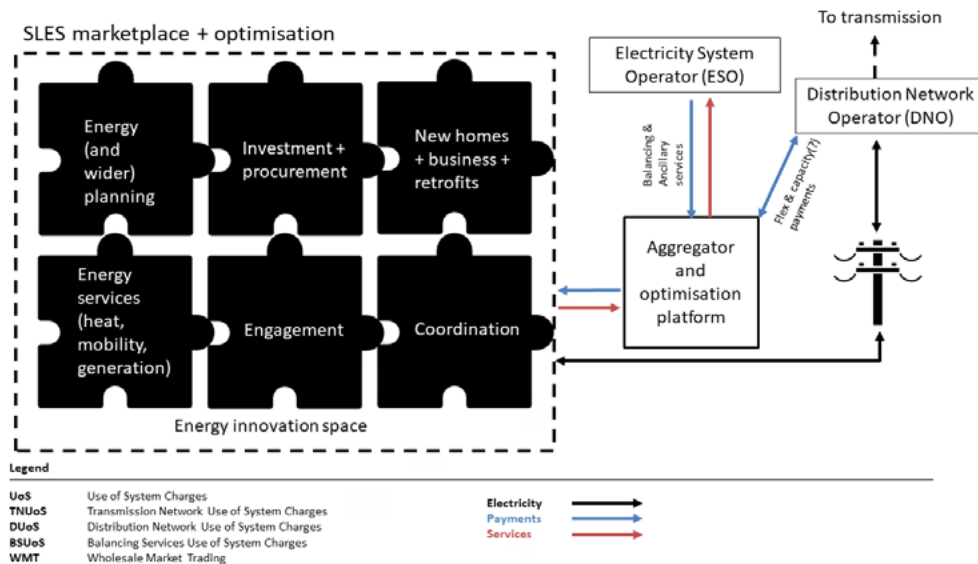 SLES marketplace + optimisation
To transmission
Electricity System
Operator (ESO)
Distribution Network
Operator (DNO)
Balancing &
Ancillary
services
Flex & capacity(?)
payments
Energy
(and
wider)
planning
Investment +
procurement
New homes
+ business +
retrofits
Aggregator
and
optimisation
platform
Energy
services
(heat,
mobility,
generation)
Engagement
Coordination
Energy innovation space
Legend
UoS Use of System Charges
TNUoS Transmission Network Use of System Charges
DUoS Distribution Network Use of System Charges
BSUoS Balancing Services Use of System Charges
WMT Wholesale Market Trading
Electricity
Payments
Services